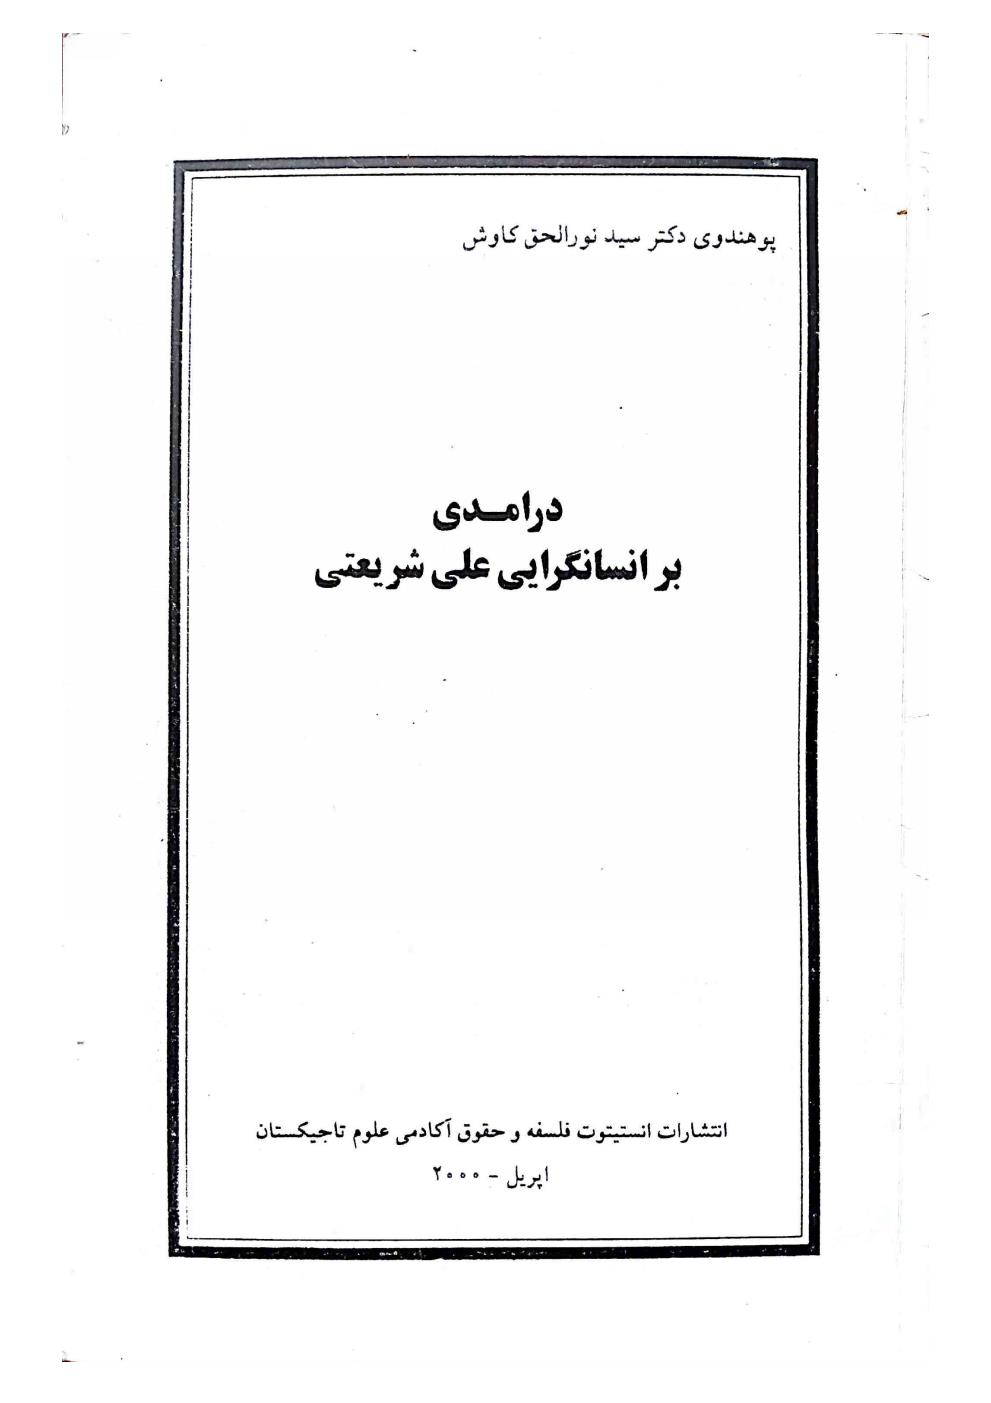 پوهندوی دکتر سید نورالحق کاوش
درامدی
بر انسانگرایی علی شریعتی
انتشارات انستیتوت فلسفه و حقوق آکادمی علوم تاجیکستان
اپریل - ۲۰۰۰